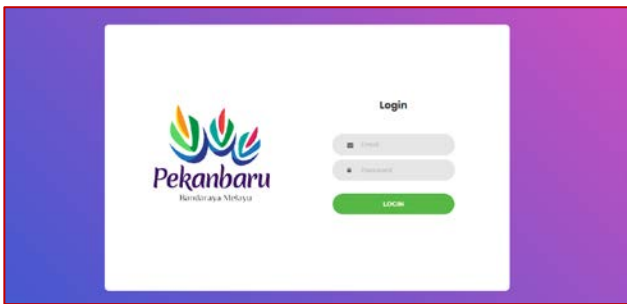 Login
Email
Password
LOGIN
Pekanbaru
Bandaraya Melayu